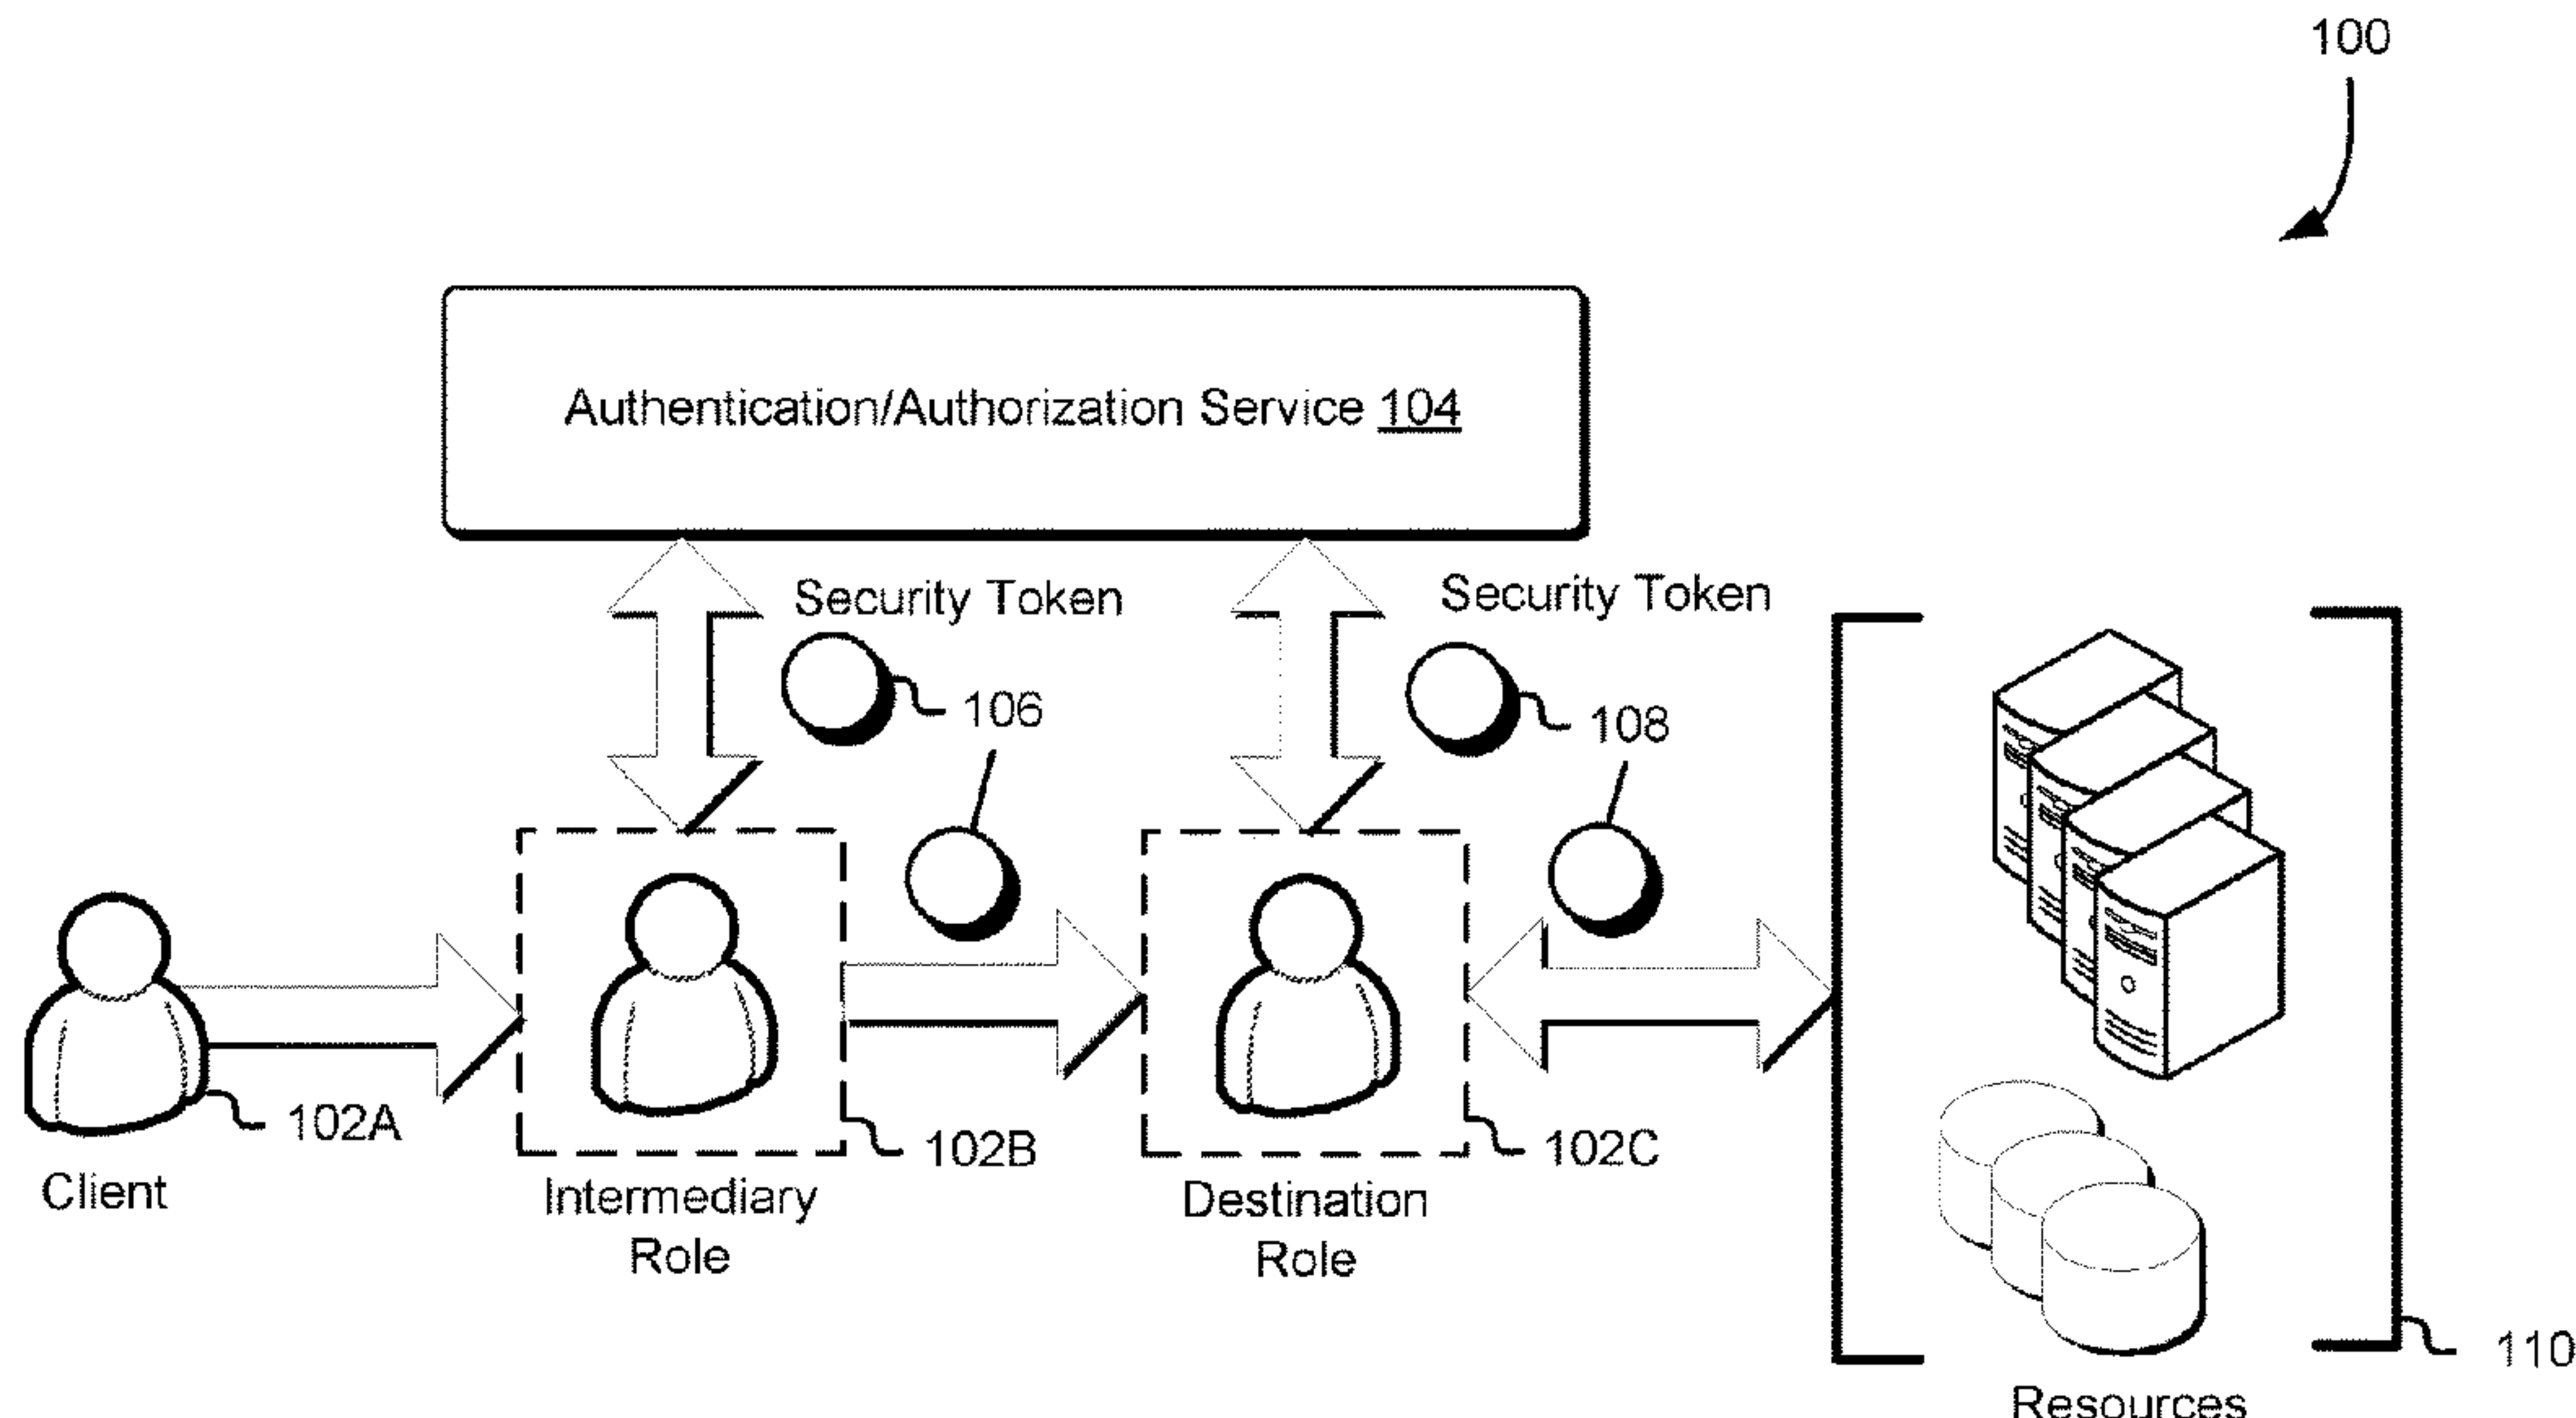 100
Authentication/Authorization Service 104
Security Token
Security Token
106
108
102A
102B
102C
Client
Intermediary
Role
Destination
Role
110
Resources